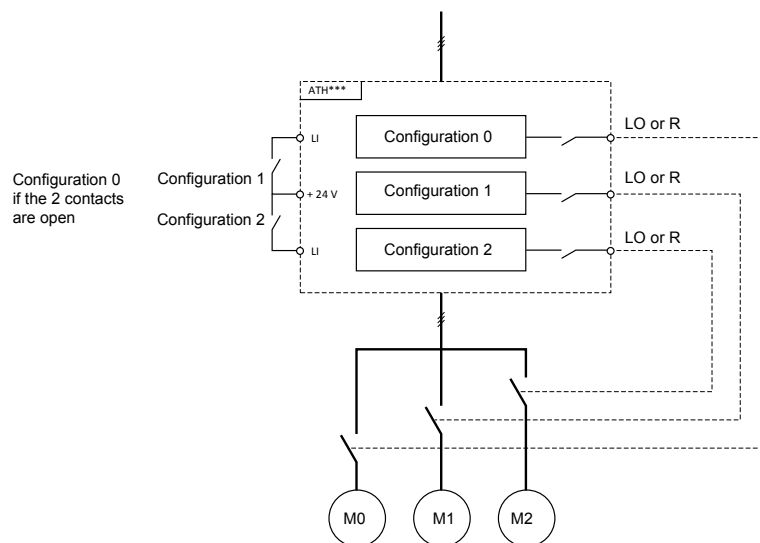 ATH***
LO or R
LI
Configuration 0
Configuration 0
if the 2 contacts
are open
Configuration 1
+ 24 V
Configuration 1
LO or R
Configuration 2
LI
Configuration 2
LO or R
M0
M1
M2